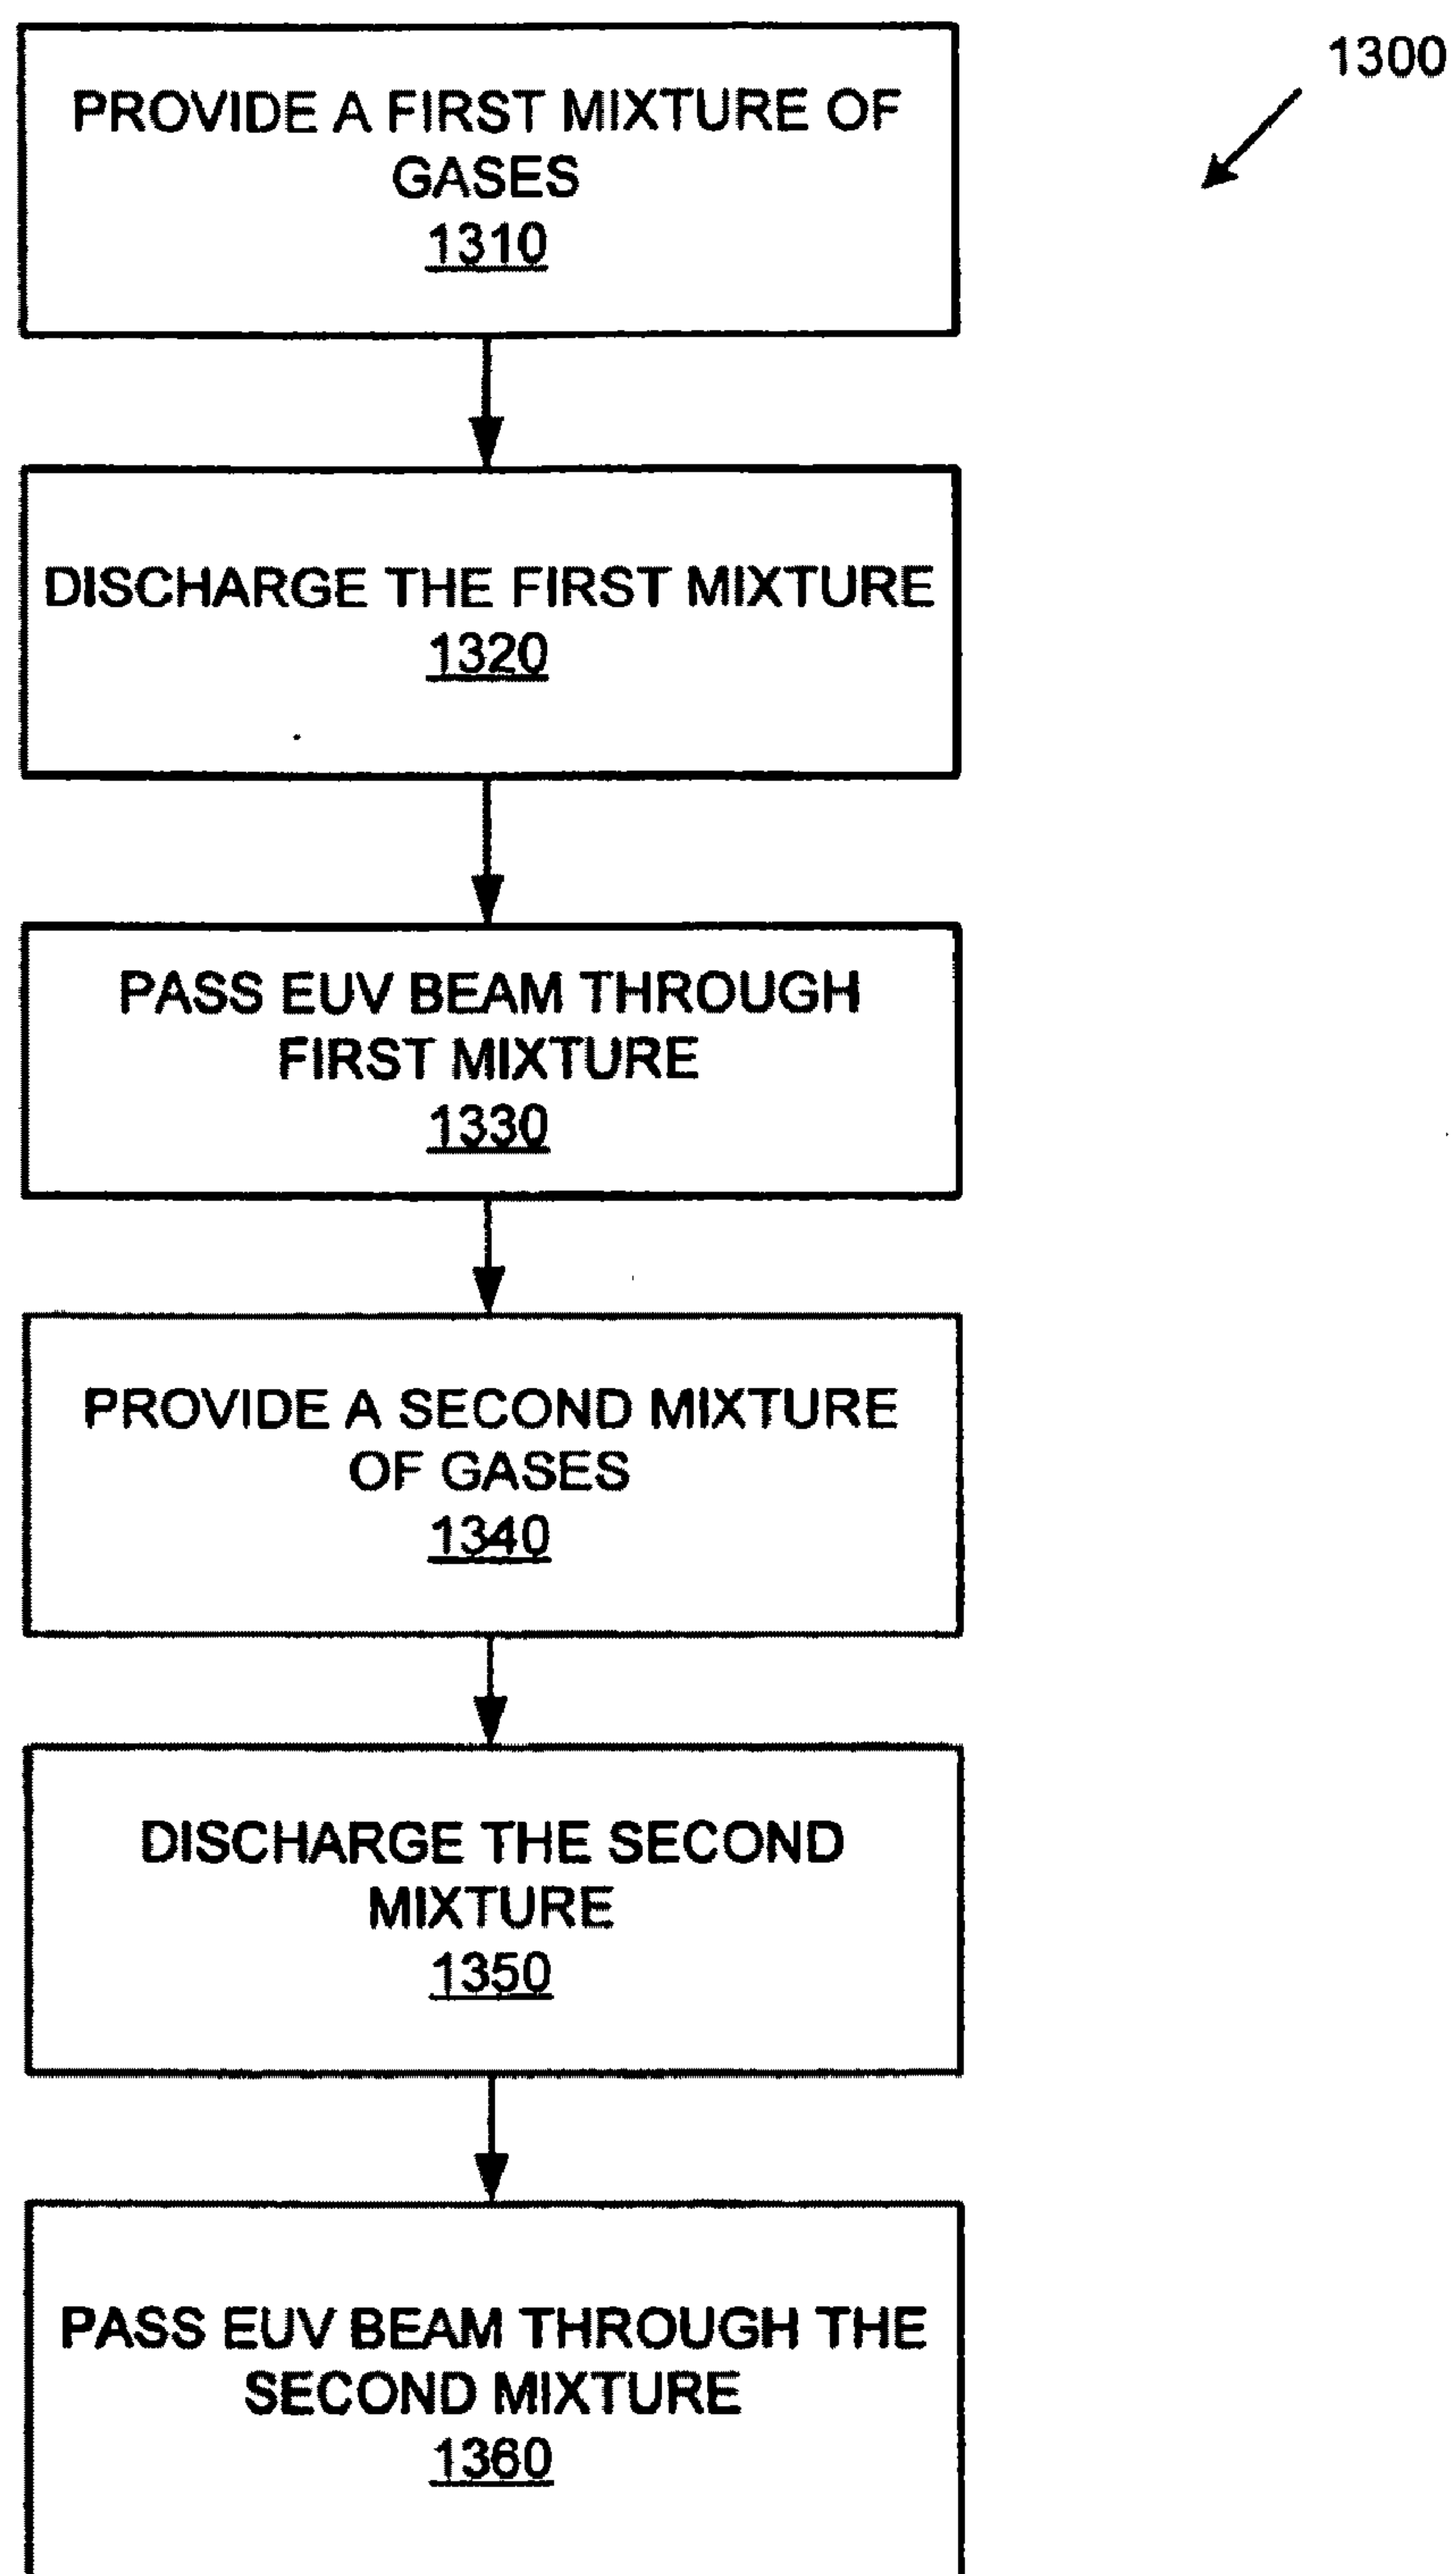 1300
PROVIDE A FIRST MIXTURE OF
GASES
1310
DISCHARGE THE FIRST MIXTURE
1320
PASS EUV BEAM THROUGH
FIRST MIXTURE
1330
PROVIDE A SECOND MIXTURE
OF GASES
1340
DISCHARGE THE SECOND
MIXTURE
1350
PASS EUV BEAM THROUGH THE
SECOND MIXTURE
1360